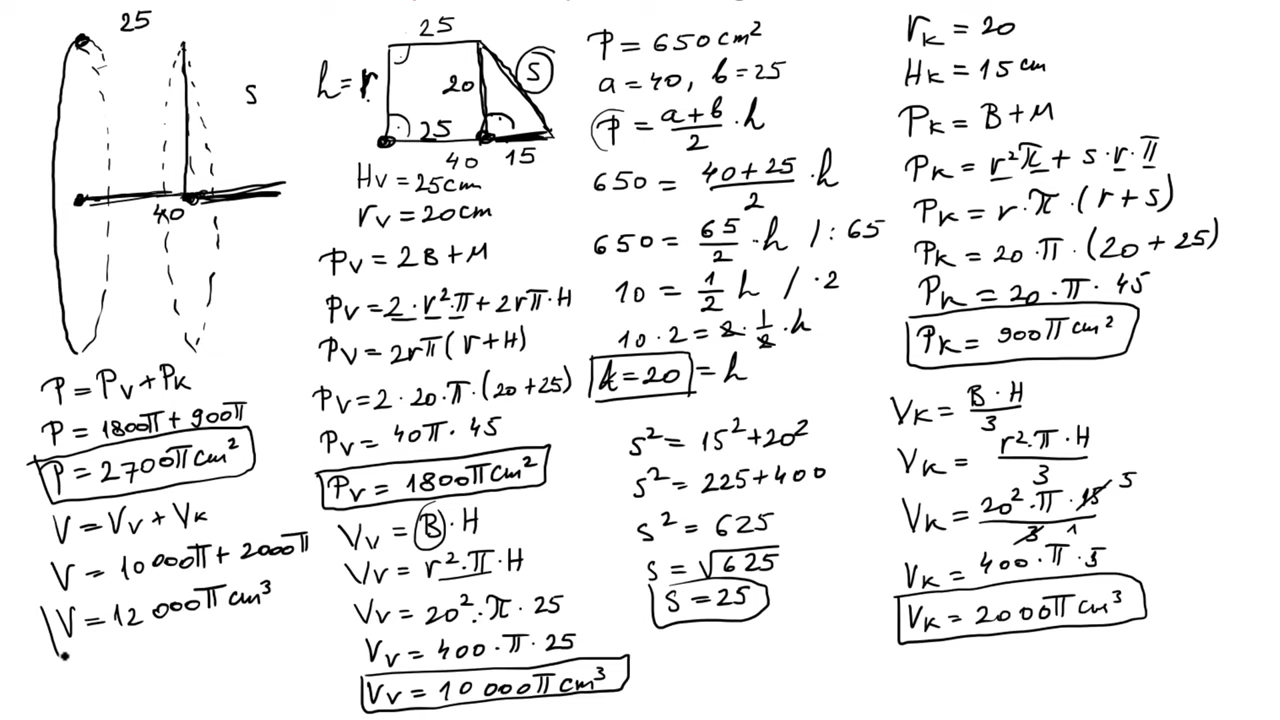 25
S
40
P = Pv + Pk
P = 1800π + 900π
P = 2700π cm²
V = Vv + Vk
V = 10 000π + 2000π
V = 12 000π cm³
25
h = r
20
S
25
40 15
Hv = 25cm
rv = 20cm
Pv = 2B + M
Pv = 2 · r² · π + 2rπ · H
Pv = 2rπ (r + H)
Pv = 2 · 20 · π · (20 + 25)
Pv = 40π · 45
Pv = 1800π cm²
Vv = B · H
Vv = r² · π · H
Vv = 20² · π · 25
Vv = 400 · π · 25
Vv = 10 000π cm³
P = 650cm²
a = 40, b = 25
P = a+b/2 · h
650 = 40+25/2 · h
650 = 65/2 · h /: 65
10 = 1/2 h / · 2
10 · 2 = 2 · 1/2 · h
h = 20 = h
s² = 15² + 20²
s² = 225 + 400
s² = 625
s = √625
s = 25
rk = 20
Hk = 15 cm
Pk = B + M
Pk = r²π + s · r · π
Pk = r · π · (r + s)
Pk = 20 · π · (20 + 25)
Pk = 20 · π · 45
Pk = 900π cm²
Vk = B · H/3
Vk = r² · π · H/3
Vk = 20² · π · 15/3 5 1
Vk = 400 · π · 5
Vk = 2000π cm³